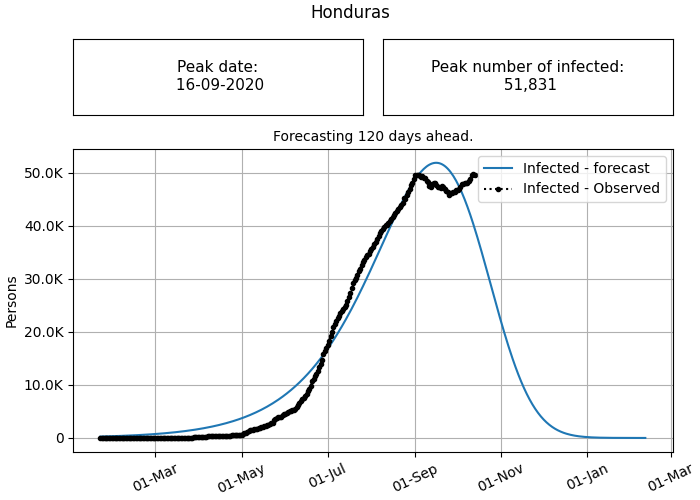 Honduras
Peak date:
16-09-2020
Peak number of infected:
51,831
Forecasting 120 days ahead.
Infected - forecast
Infected - Observed
50.0K
40.0K
30.0K
20.0K
10.0K
0
Persons
01-Mar
01-May
01-Jul
01-Sep
01-Nov
01-Jan
01-Mar